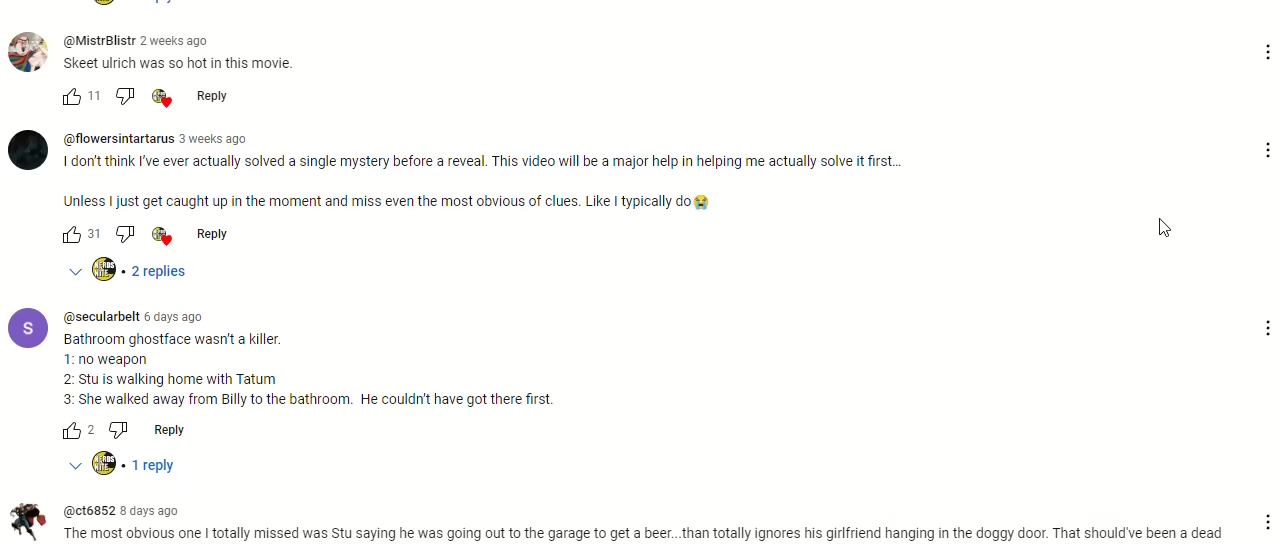 @MistrBlistr 2 weeks ago
Skeet ulrich was so hot in this movie.
11 Reply
@flowersintartarus 3 weeks ago
I don't think I've ever actually solved a single mystery before a reveal. This video will be a major help in helping me actually solve it first...
Unless I just get caught up in the moment and miss even the most obvious of clues. Like I typically do😭
31 Reply
NERDS NITE • 2 replies
S
@secularbelt 6 days ago
Bathroom ghostface wasn't a killer.
1: no weapon
2: Stu is walking home with Tatum
3: She walked away from Billy to the bathroom.  He couldn't have got there first.
2 Reply
NERDS NITE • 1 reply
@ct6852 8 days ago
The most obvious one I totally missed was Stu saying he was going out to the garage to get a beer...than totally ignores his girlfriend hanging in the doggy door. That should've been a dead